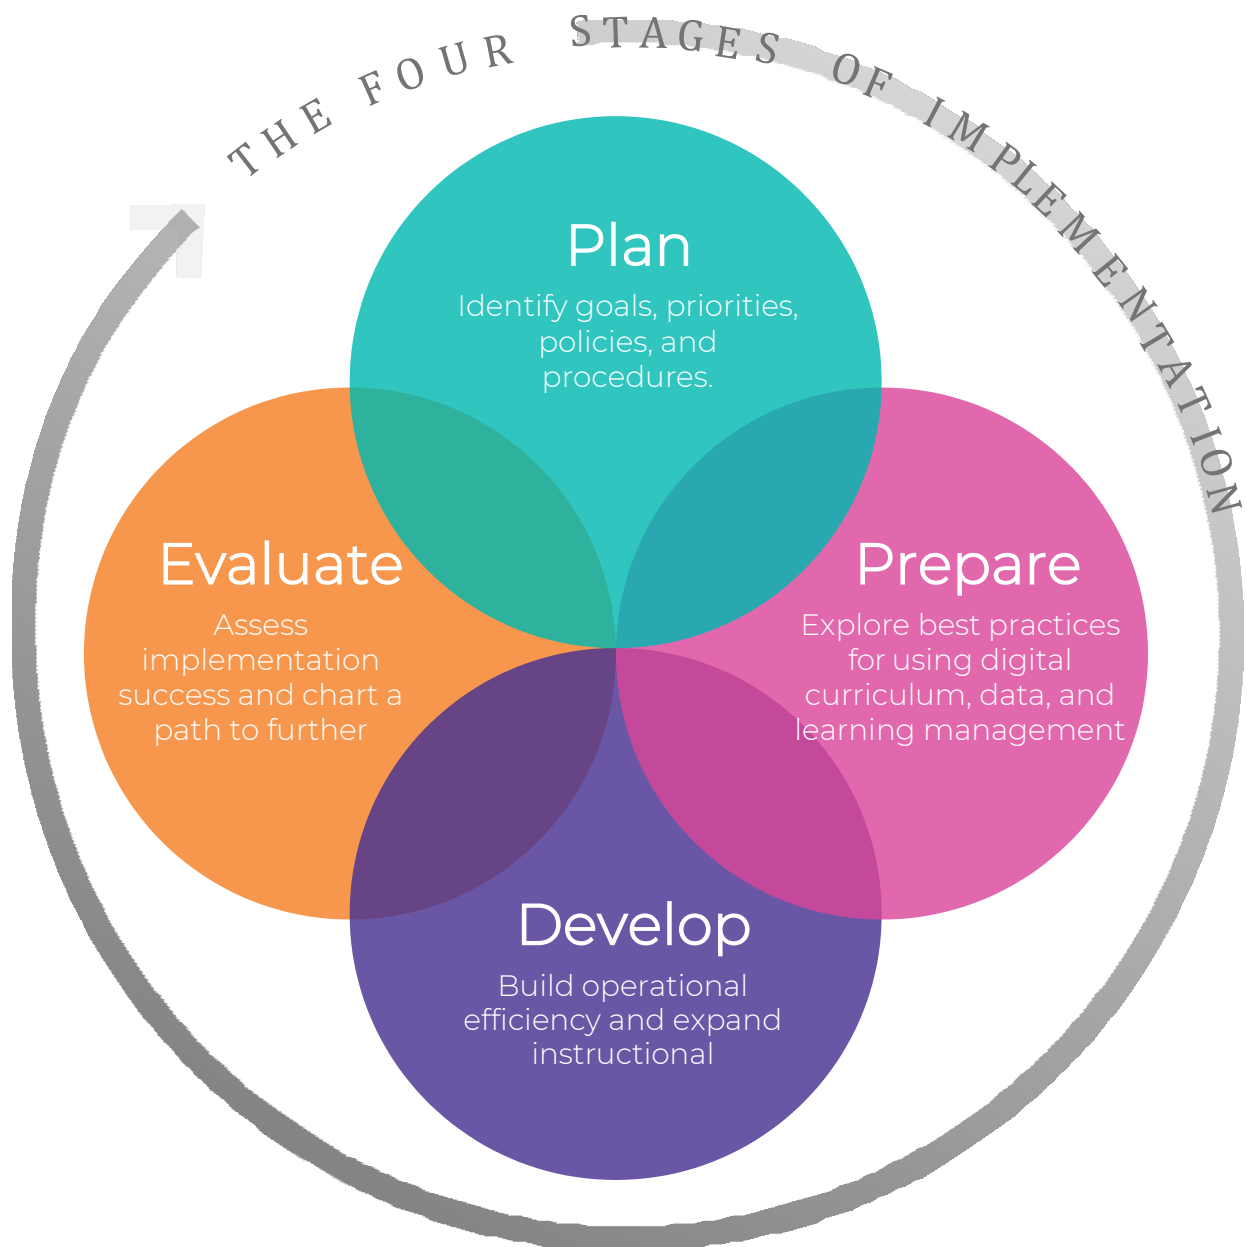 THE FOUR STAGES OF IMPLEMENTATION
Plan
Identify goals, priorities,
policies, and
procedures.
Prepare
Explore best practices
for using digital
curriculum, data, and
learning management
Develop
Build operational
efficiency and expand
instructional
Evaluate
Assess
implementation
success and chart a
path to further